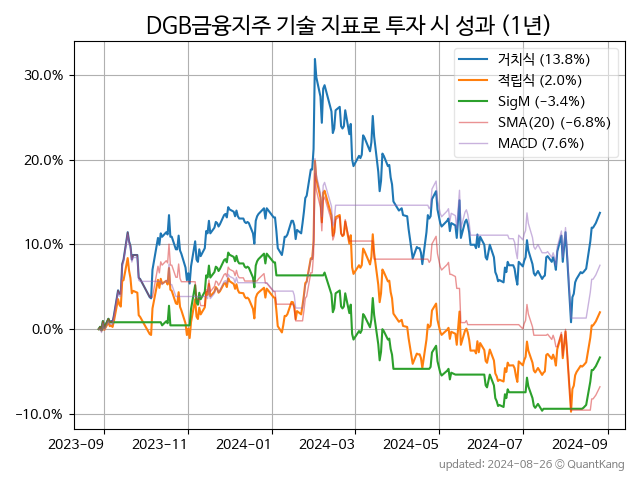 DGB금융지주 기술 지표로 투자 시 성과 (1년)
거치식 (13.8%)
적립식 (2.0%)
SigM (−3.4%)
SMA(20) (−6.8%)
MACD (7.6%)
30.0%
20.0%
10.0%
0.0%
−10.0%
2023-09 2023-11 2024-01 2024-03 2024-05 2024-07 2024-09
updated: 2024-08-26 © QuantKang